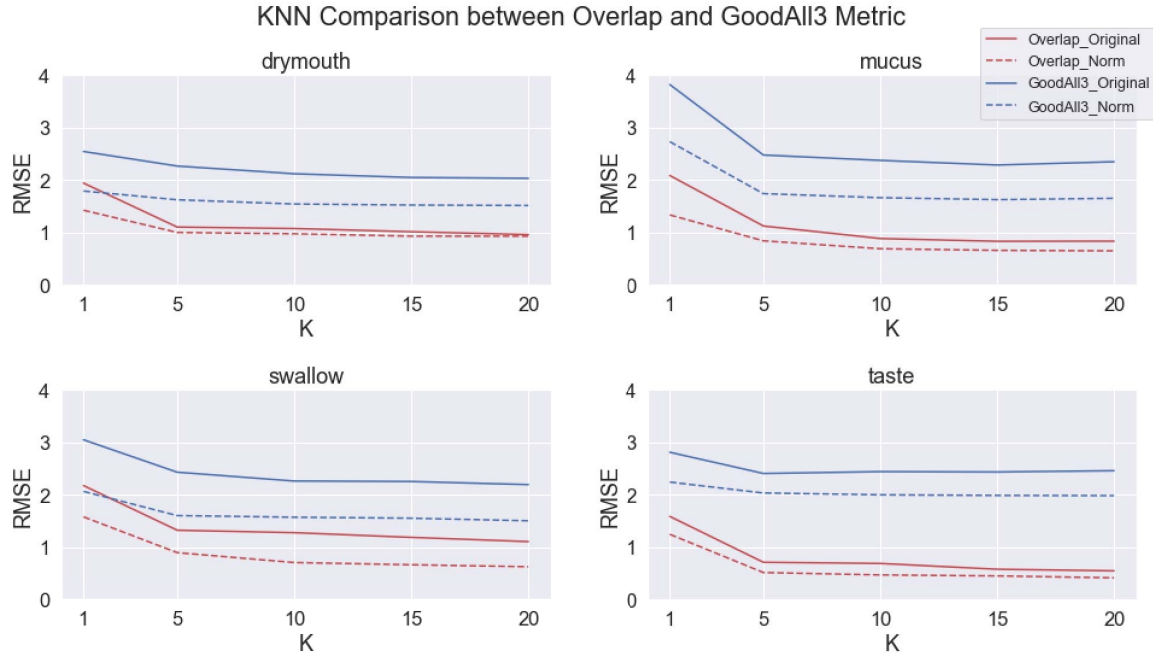 KNN Comparison between Overlap and GoodAll3 Metric
Overlap_Original
Overlap_Norm
GoodAll3_Original
GoodAll3_Norm
drymouth
4
3
2
1
0
RMSE
1 5 10 15 20
K
mucus
4
3
2
1
0
RMSE
1 5 10 15 20
K
swallow
4
3
2
1
0
RMSE
1 5 10 15 20
K
taste
4
3
2
1
0
RMSE
1 5 10 15 20
K